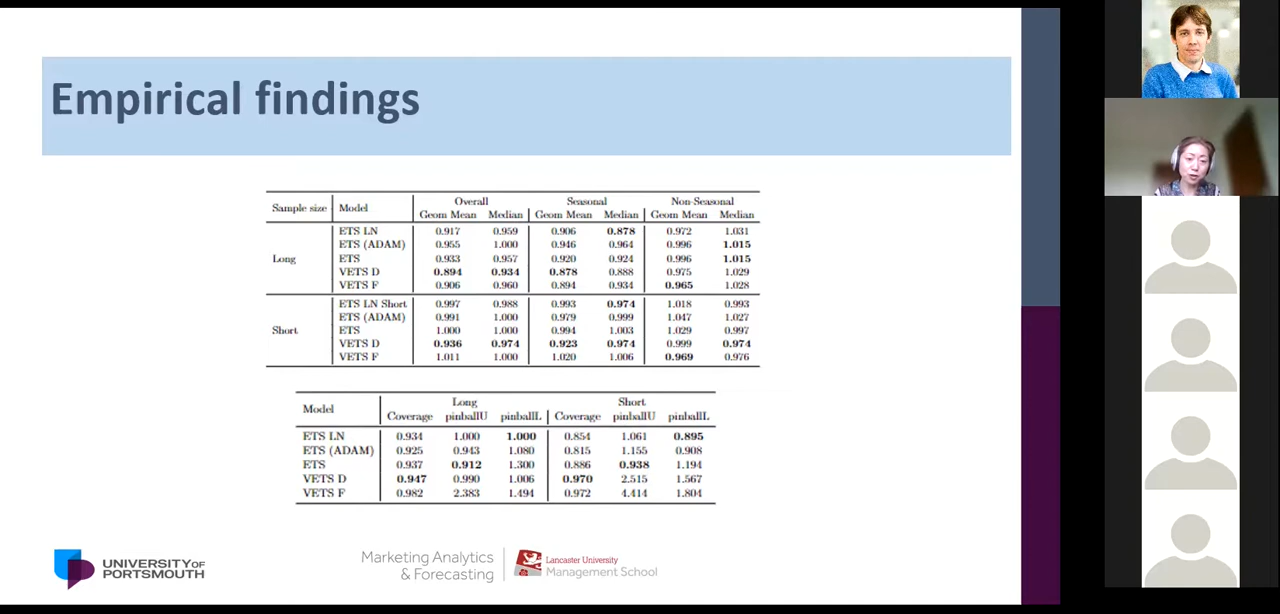 Empirical findings
Overall Seasonal Non-Seasonal
Sample size Model Geom Mean Median Geom Mean Median Geom Mean Median
ETS LN 0.917 0.959 0.906 0.878 0.972 1.031
ETS (ADAM) 0.955 1.000 0.946 0.964 0.996 1.015
Long ETS 0.933 0.957 0.920 0.924 0.996 1.015
VETS D 0.894 0.934 0.878 0.888 0.975 1.029
VETS F 0.906 0.960 0.894 0.934 0.965 1.028
ETS LN Short 0.997 0.988 0.993 0.974 1.018 0.993
ETS (ADAM) 0.991 1.000 0.979 0.999 1.047 1.027
Short ETS 1.000 1.000 0.994 1.003 1.029 0.997
VETS D 0.936 0.974 0.923 0.974 0.999 0.974
VETS F 1.011 1.000 1.020 1.006 0.969 0.976
Long Short
Model Coverage pinballU pinballL Coverage pinballU pinballL
ETS LN 0.934 1.000 1.000 0.854 1.061 0.895
ETS (ADAM) 0.925 0.943 1.080 0.815 1.155 0.908
ETS 0.937 0.912 1.300 0.886 0.938 1.194
VETS D 0.947 0.990 1.006 0.970 2.515 1.567
VETS F 0.982 2.383 1.494 0.972 4.414 1.804
UNIVERSITY OF
PORTSMOUTH
Marketing Analytics
& Forecasting
Lancaster University
Management School